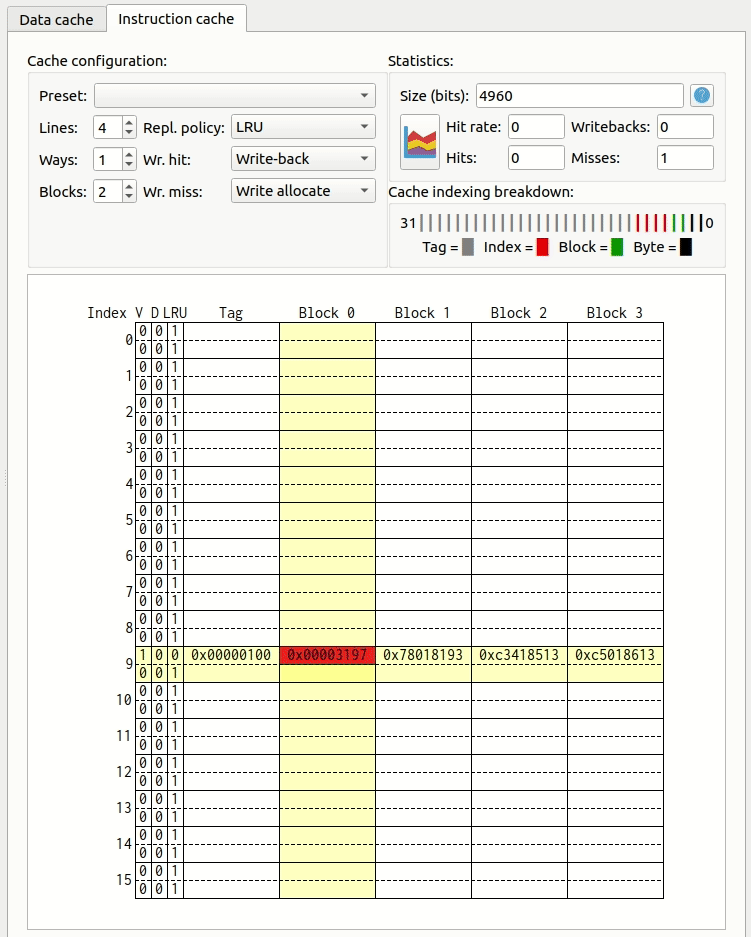 Data cache Instruction cache
Cache configuration: Statistics:
Preset: Size (bits): 4960 ?
Lines: 4 Repl. policy: LRU Hit rate: 0 Writebacks: 0
Ways: 1 Wr. hit: Write-back Hits: 0 Misses: 1
Blocks: 2 Wr. miss: Write allocate
Cache indexing breakdown:
31 0
Tag = Index = Block = Byte =
Index V D LRU Tag Block 0 Block 1 Block 2 Block 3
0 0 1
0
0 0 1
0 0 1
1
0 0 1
0 0 1
2
0 0 1
0 0 1
3
0 0 1
0 0 1
4
0 0 1
0 0 1
5
0 0 1
0 0 1
6
0 0 1
0 0 1
7
0 0 1
0 0 1
8
0 0 1
1 0 0 0x00000100 0x00003197 0x78018193 0xc3418513 0xc5018613
9
0 0 1
0 0 1
10
0 0 1
0 0 1
11
0 0 1
0 0 1
12
0 0 1
0 0 1
13
0 0 1
0 0 1
14
0 0 1
0 0 1
15
0 0 1